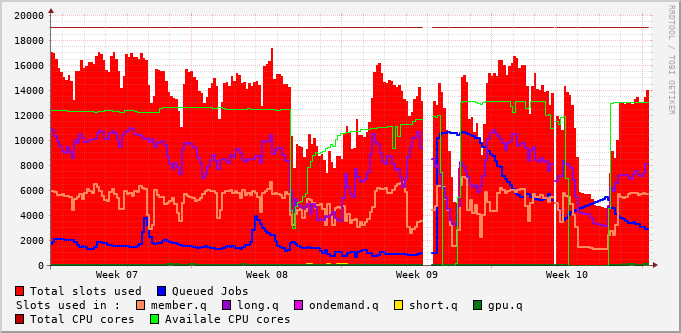 20000
18000
16000
14000
12000
10000
8000
6000
4000
2000
0
Week 07 Week 08 Week 09 Week 10
RRDTOOL / TOBI OETIKER
Total slots used Queued Jobs
Slots used in : member.q long.q ondemand.q short.q gpu.q
Total CPU cores Availale CPU cores